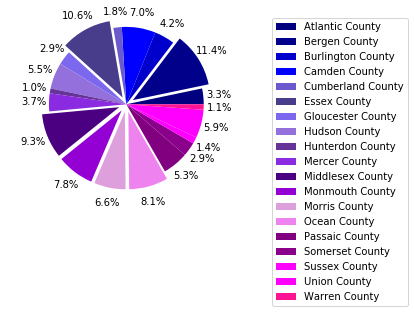 1.8%
7.0%
10.6%
4.2%
2.9%
11.4%
5.5%
1.0%
3.3%
3.7%
1.1%
5.9%
9.3%
1.4%
2.9%
7.8%
5.3%
6.6%
8.1%
Atlantic County
Bergen County
Burlington County
Camden County
Cumberland County
Essex County
Gloucester County
Hudson County
Hunterdon County
Mercer County
Middlesex County
Monmouth County
Morris County
Ocean County
Passaic County
Somerset County
Sussex County
Union County
Warren County